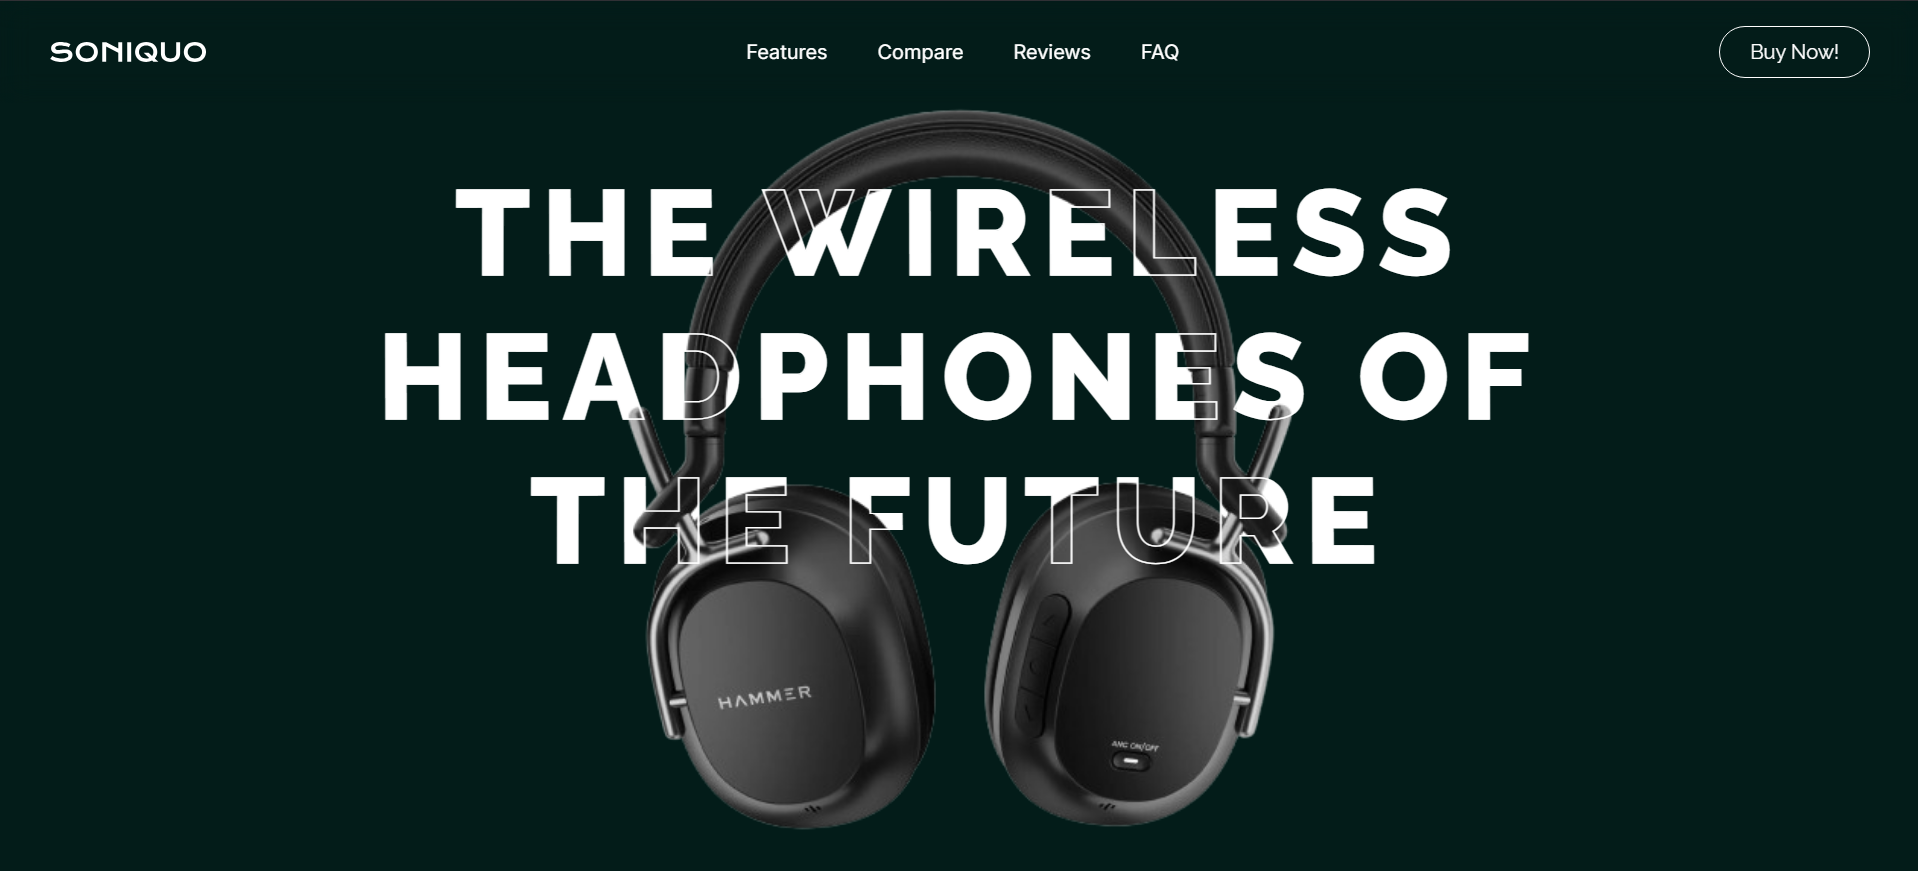 SONIQUO
Features
Compare
Reviews
FAQ
Buy Now!
THE WIRELESS
HEADPHONES OF
THE FUTURE
HAMMER
ANC ON/OFF